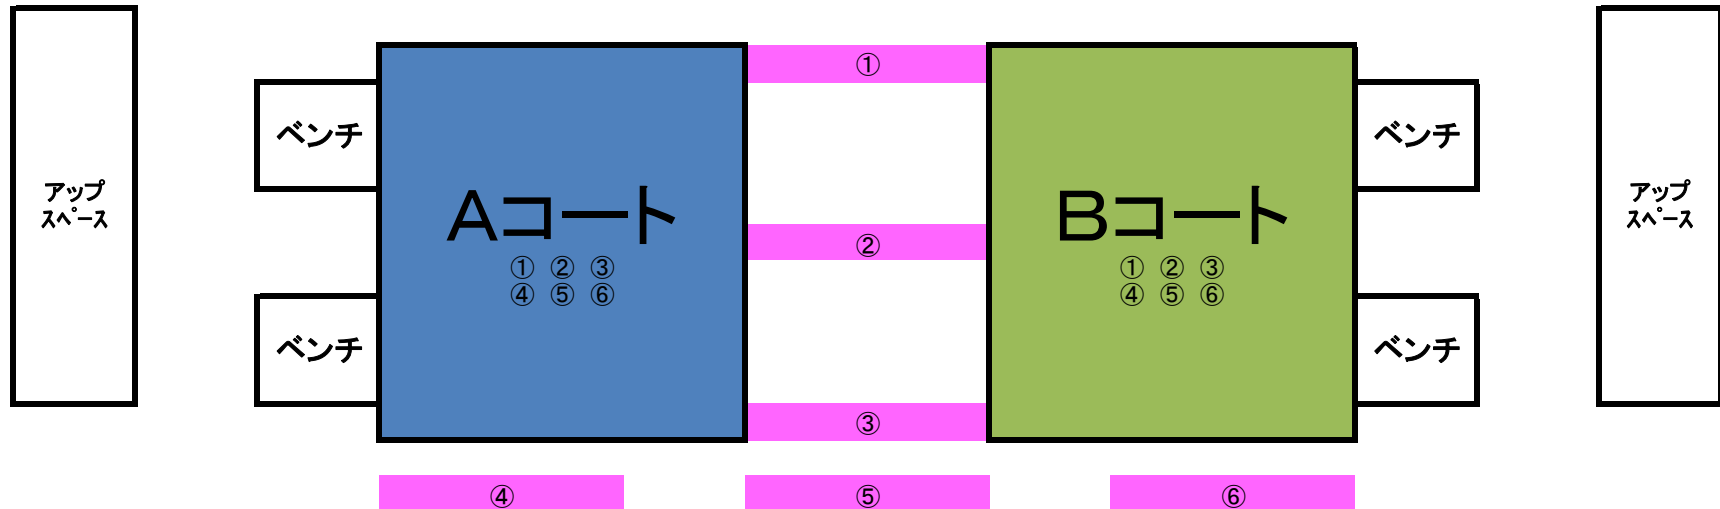 ①
ベンチ
ベンチ
アップ
スペース
Aコート
① ② ③
④ ⑤ ⑥
②
Bコート
① ② ③
④ ⑤ ⑥
アップ
スペース
ベンチ
ベンチ
③
④
⑤
⑥